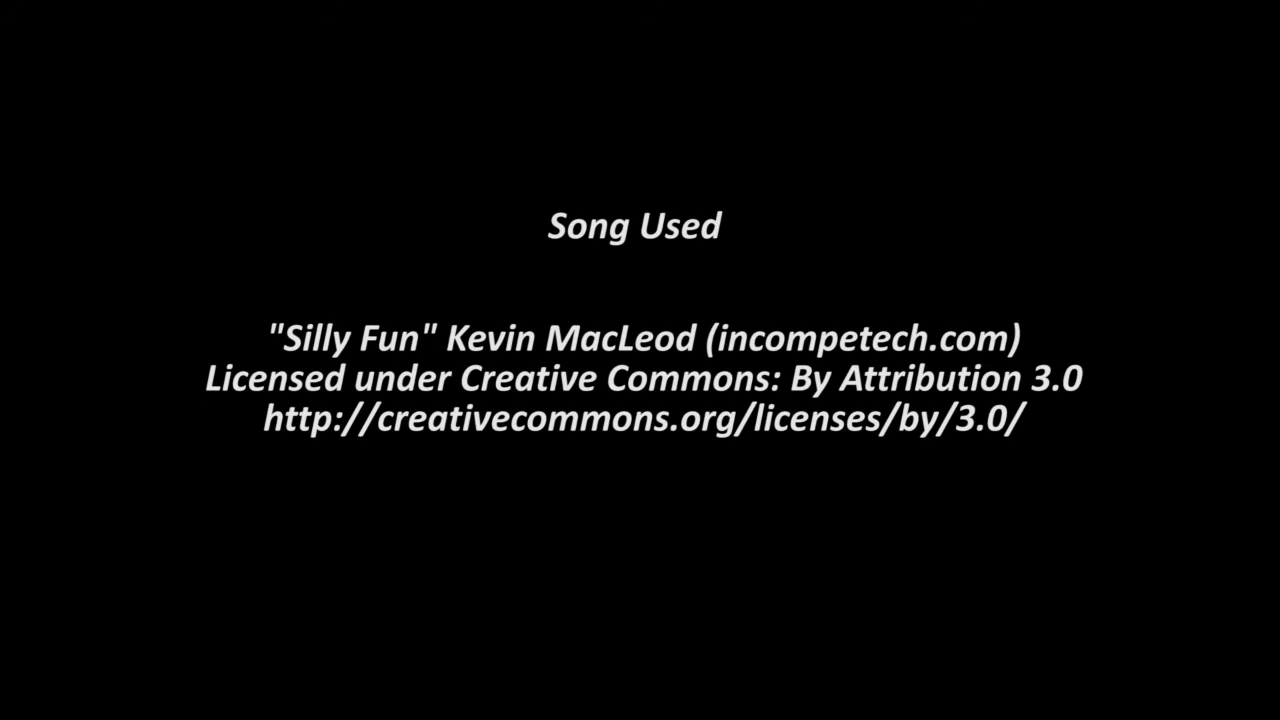 Song Used
"Silly Fun" Kevin MacLeod (incompetech.com)
Licensed under Creative Commons: By Attribution 3.0
http://creativecommons.org/licenses/by/3.0/